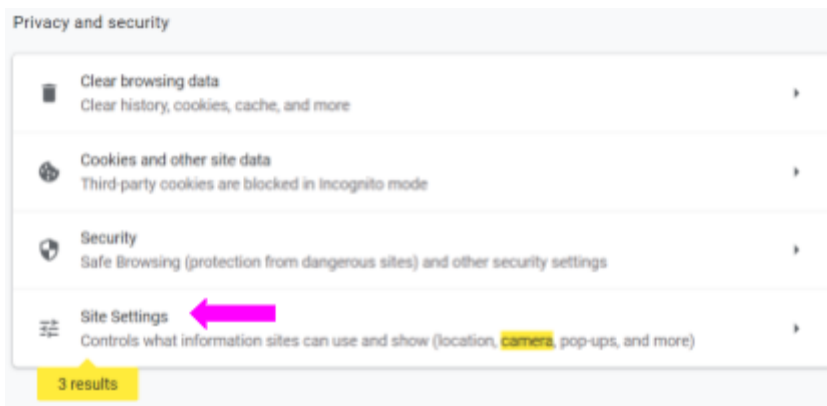 Privacy and security
Clear browsing data
Clear history, cookies, cache, and more
Cookies and other site data
Third-party cookies are blocked in Incognito mode
Security
Safe Browsing (protection from dangerous sites) and other security settings
Site Settings
Controls what information sites can use and show (location, camera, pop-ups, and more)
3 results